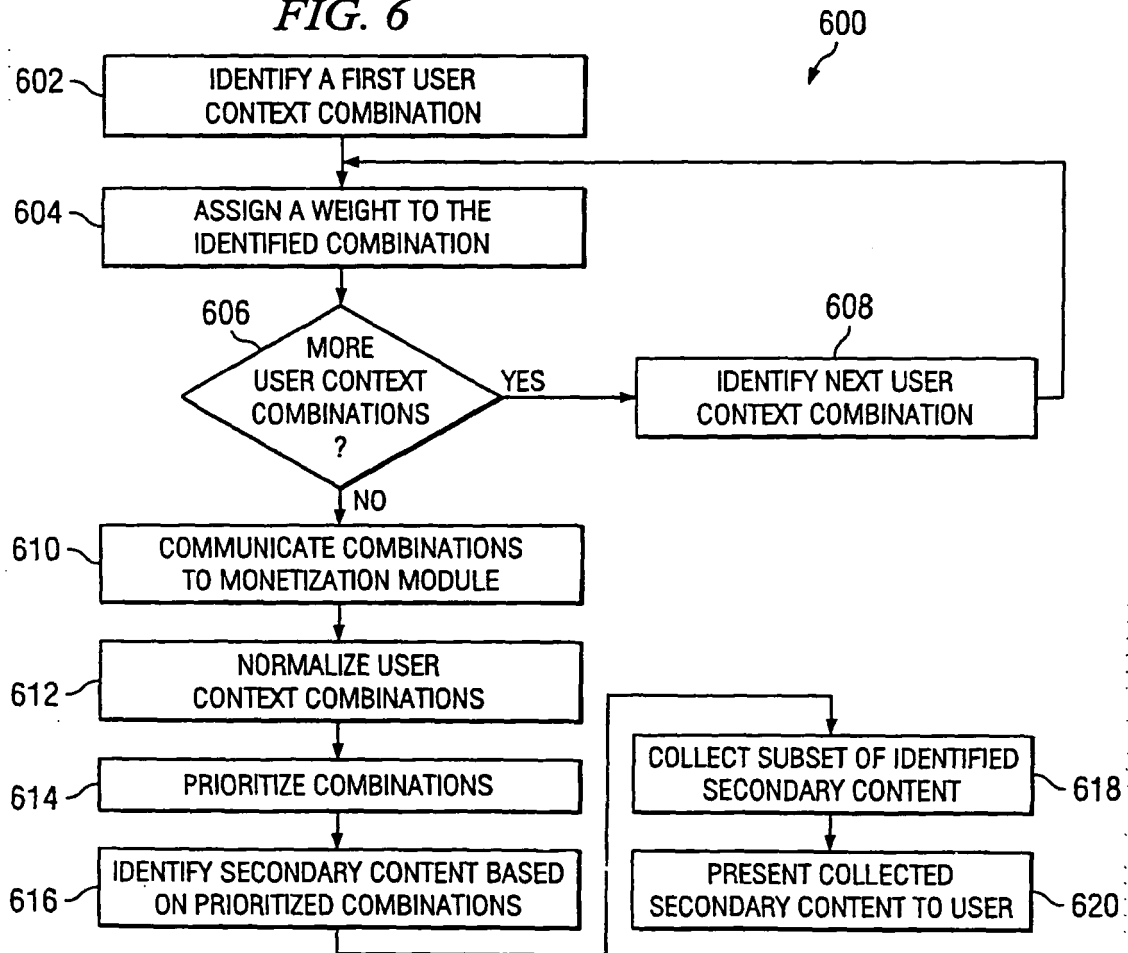 FIG. 6
600
602
IDENTIFY A FIRST USER
CONTEXT COMBINATION
604
ASSIGN A WEIGHT TO THE
IDENTIFIED COMBINATION
606
MORE
USER CONTEXT
COMBINATIONS
?
YES
608
IDENTIFY NEXT USER
CONTEXT COMBINATION
NO
610
COMMUNICATE COMBINATIONS
TO MONETIZATION MODULE
612
NORMALIZE USER
CONTEXT COMBINATIONS
614
PRIORITIZE COMBINATIONS
616
IDENTIFY SECONDARY CONTENT BASED
ON PRIORITIZED COMBINATIONS
COLLECT SUBSET OF IDENTIFIED
SECONDARY CONTENT
618
PRESENT COLLECTED
SECONDARY CONTENT TO USER
620